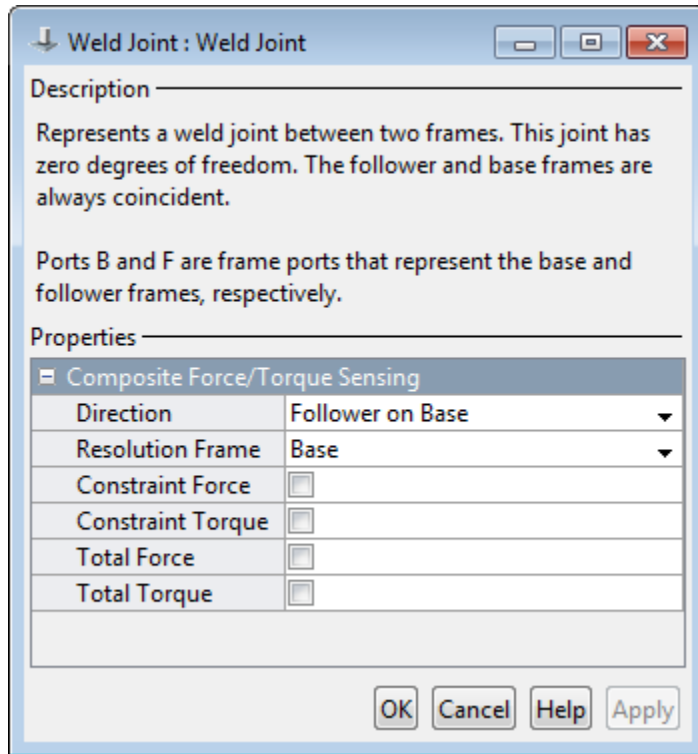 Weld Joint : Weld Joint
Description
Represents a weld joint between two frames. This joint has
zero degrees of freedom. The follower and base frames are
always coincident.
Ports B and F are frame ports that represent the base and
follower frames, respectively.
Properties
Composite Force/Torque Sensing
Direction Follower on Base
Resolution Frame Base
Constraint Force
Constraint Torque
Total Force
Total Torque
OK Cancel Help Apply